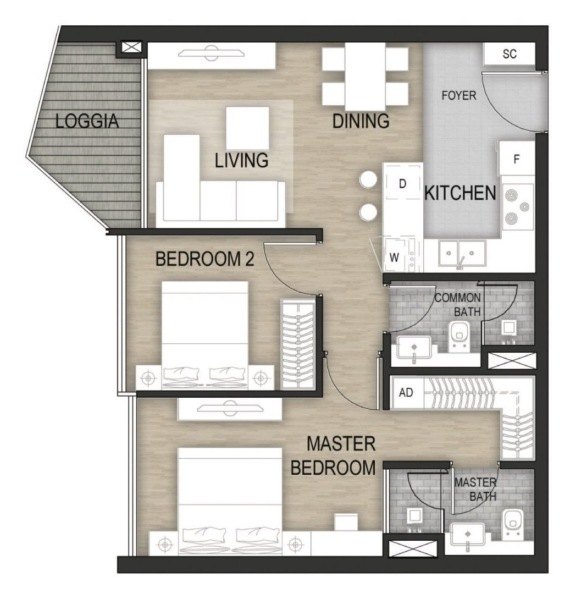 SC
FOYER
LOGGIA
DINING
LIVING
F
D
KITCHEN
W
BEDROOM 2
COMMON
BATH
AD
MASTER
BEDROOM
MASTER
BATH